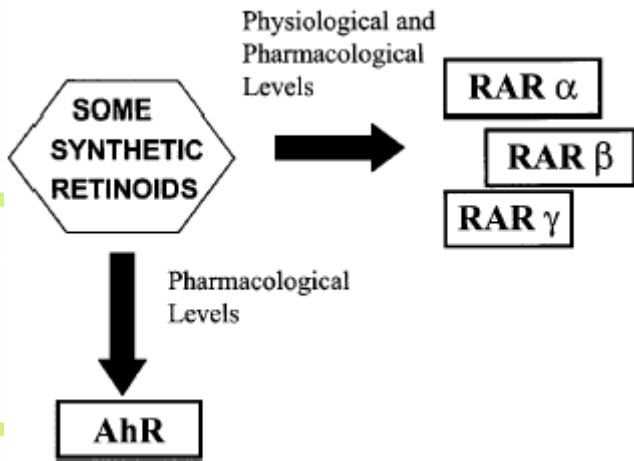 Physiological and
Pharmacological
Levels
SOME
SYNTHETIC
RETINOIDS
RAR α
RAR β
RAR γ
Pharmacological
Levels
AhR